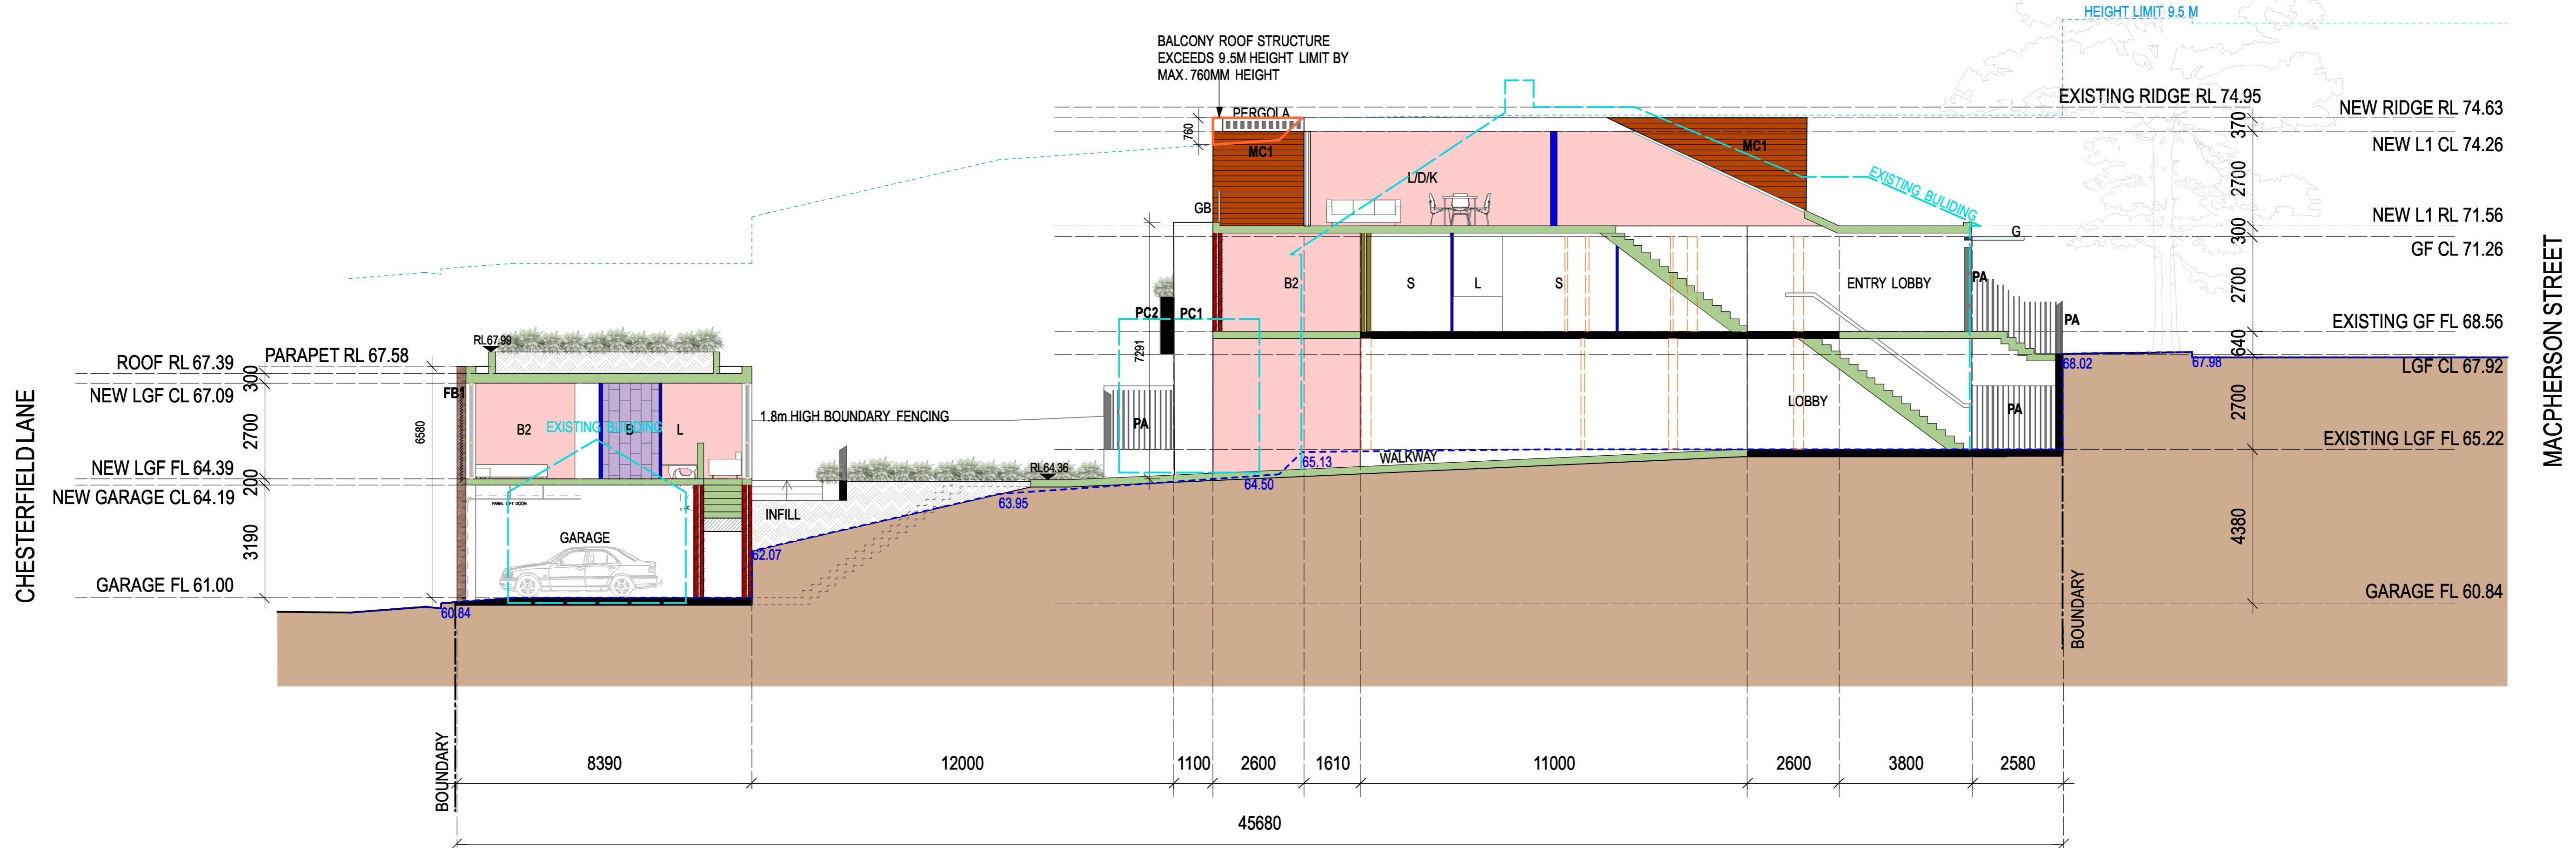 HEIGHT LIMIT 9.5 M
BALCONY ROOF STRUCTURE
EXCEEDS 9.5M HEIGHT LIMIT BY
MAX. 760MM HEIGHT
PERGOLA
760
MC1
MC1
L/D/K
GB
EXISTING BULIDING
EXISTING RIDGE RL 74.95
NEW RIDGE RL 74.63
370
NEW L1 CL 74.26
2700
NEW L1 RL 71.56
300
GF CL 71.26
2700
EXISTING GF FL 68.56
640
LGF CL 67.92
2700
EXISTING LGF FL 65.22
4380
GARAGE FL 60.84
MACPHERSON STREET
G
PA
PA
PA
ENTRY LOBBY
B2
S
L
S
PC2
PC1
7291
68.02
67.98
LOBBY
WALKWAY
65.13
64.50
PA
1.8m HIGH BOUNDARY FENCING
RL64.36
63.95
INFILL
62.07
RL67.99
PARAPET RL 67.58
ROOF RL 67.39
300
NEW LGF CL 67.09
2700
NEW LGF FL 64.39
200
NEW GARAGE CL 64.19
3190
GARAGE FL 61.00
CHESTERFIELD LANE
6580
FB1
B2
B
L
EXISTING BULIDING
PANEL LIFT DOOR
GARAGE
60.84
BOUNDARY
BOUNDARY
8390
12000
1100
2600
1610
11000
2600
3800
2580
45680